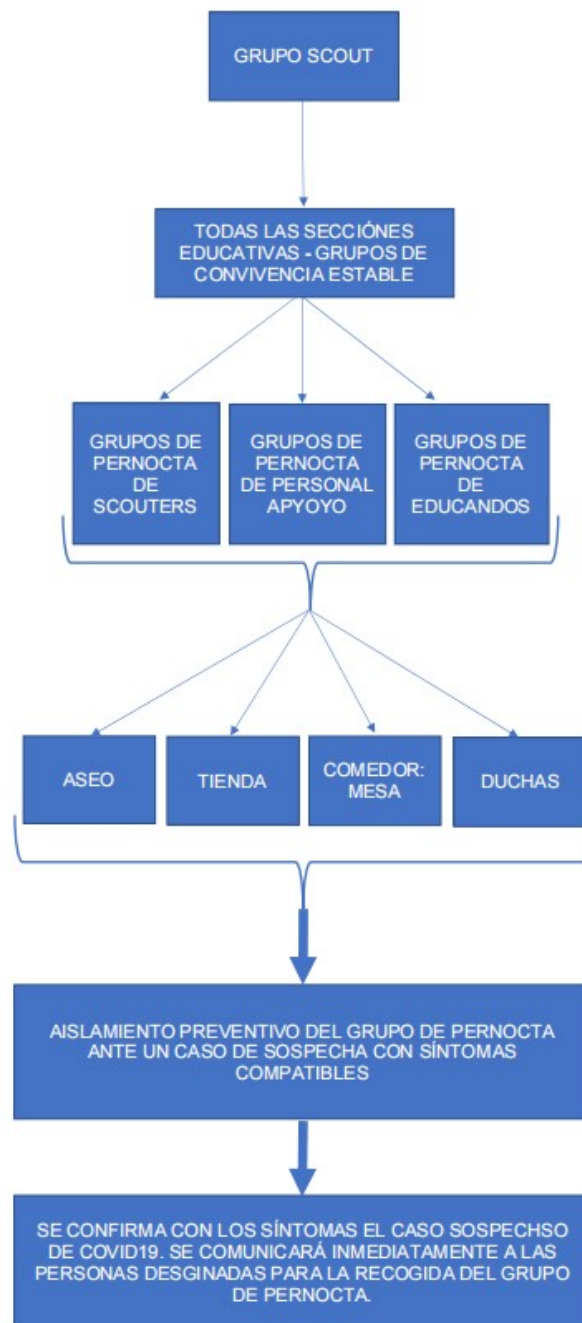 GRUPO SCOUT
TODAS LAS SECCIÓNES
EDUCATIVAS - GRUPOS DE
CONVIVENCIA ESTABLE
GRUPOS DE
PERNOCTA
DE
SCOUTERS
GRUPOS DE
PERNOCTA
DE PERSONAL
APYOYO
GRUPOS DE
PERNOCTA
DE
EDUCANDOS
ASEO
TIENDA
COMEDOR:
MESA
DUCHAS
AISLAMIENTO PREVENTIVO DEL GRUPO DE PERNOCTA
ANTE UN CASO DE SOSPECHA CON SÍNTOMAS
COMPATIBLES
SE CONFIRMA CON LOS SÍNTOMAS EL CASO SOSPECHSO
DE COVID19. SE COMUNICARÁ INMEDIATAMENTE A LAS
PERSONAS DESGINADAS PARA LA RECOGIDA DEL GRUPO
DE PERNOCTA.